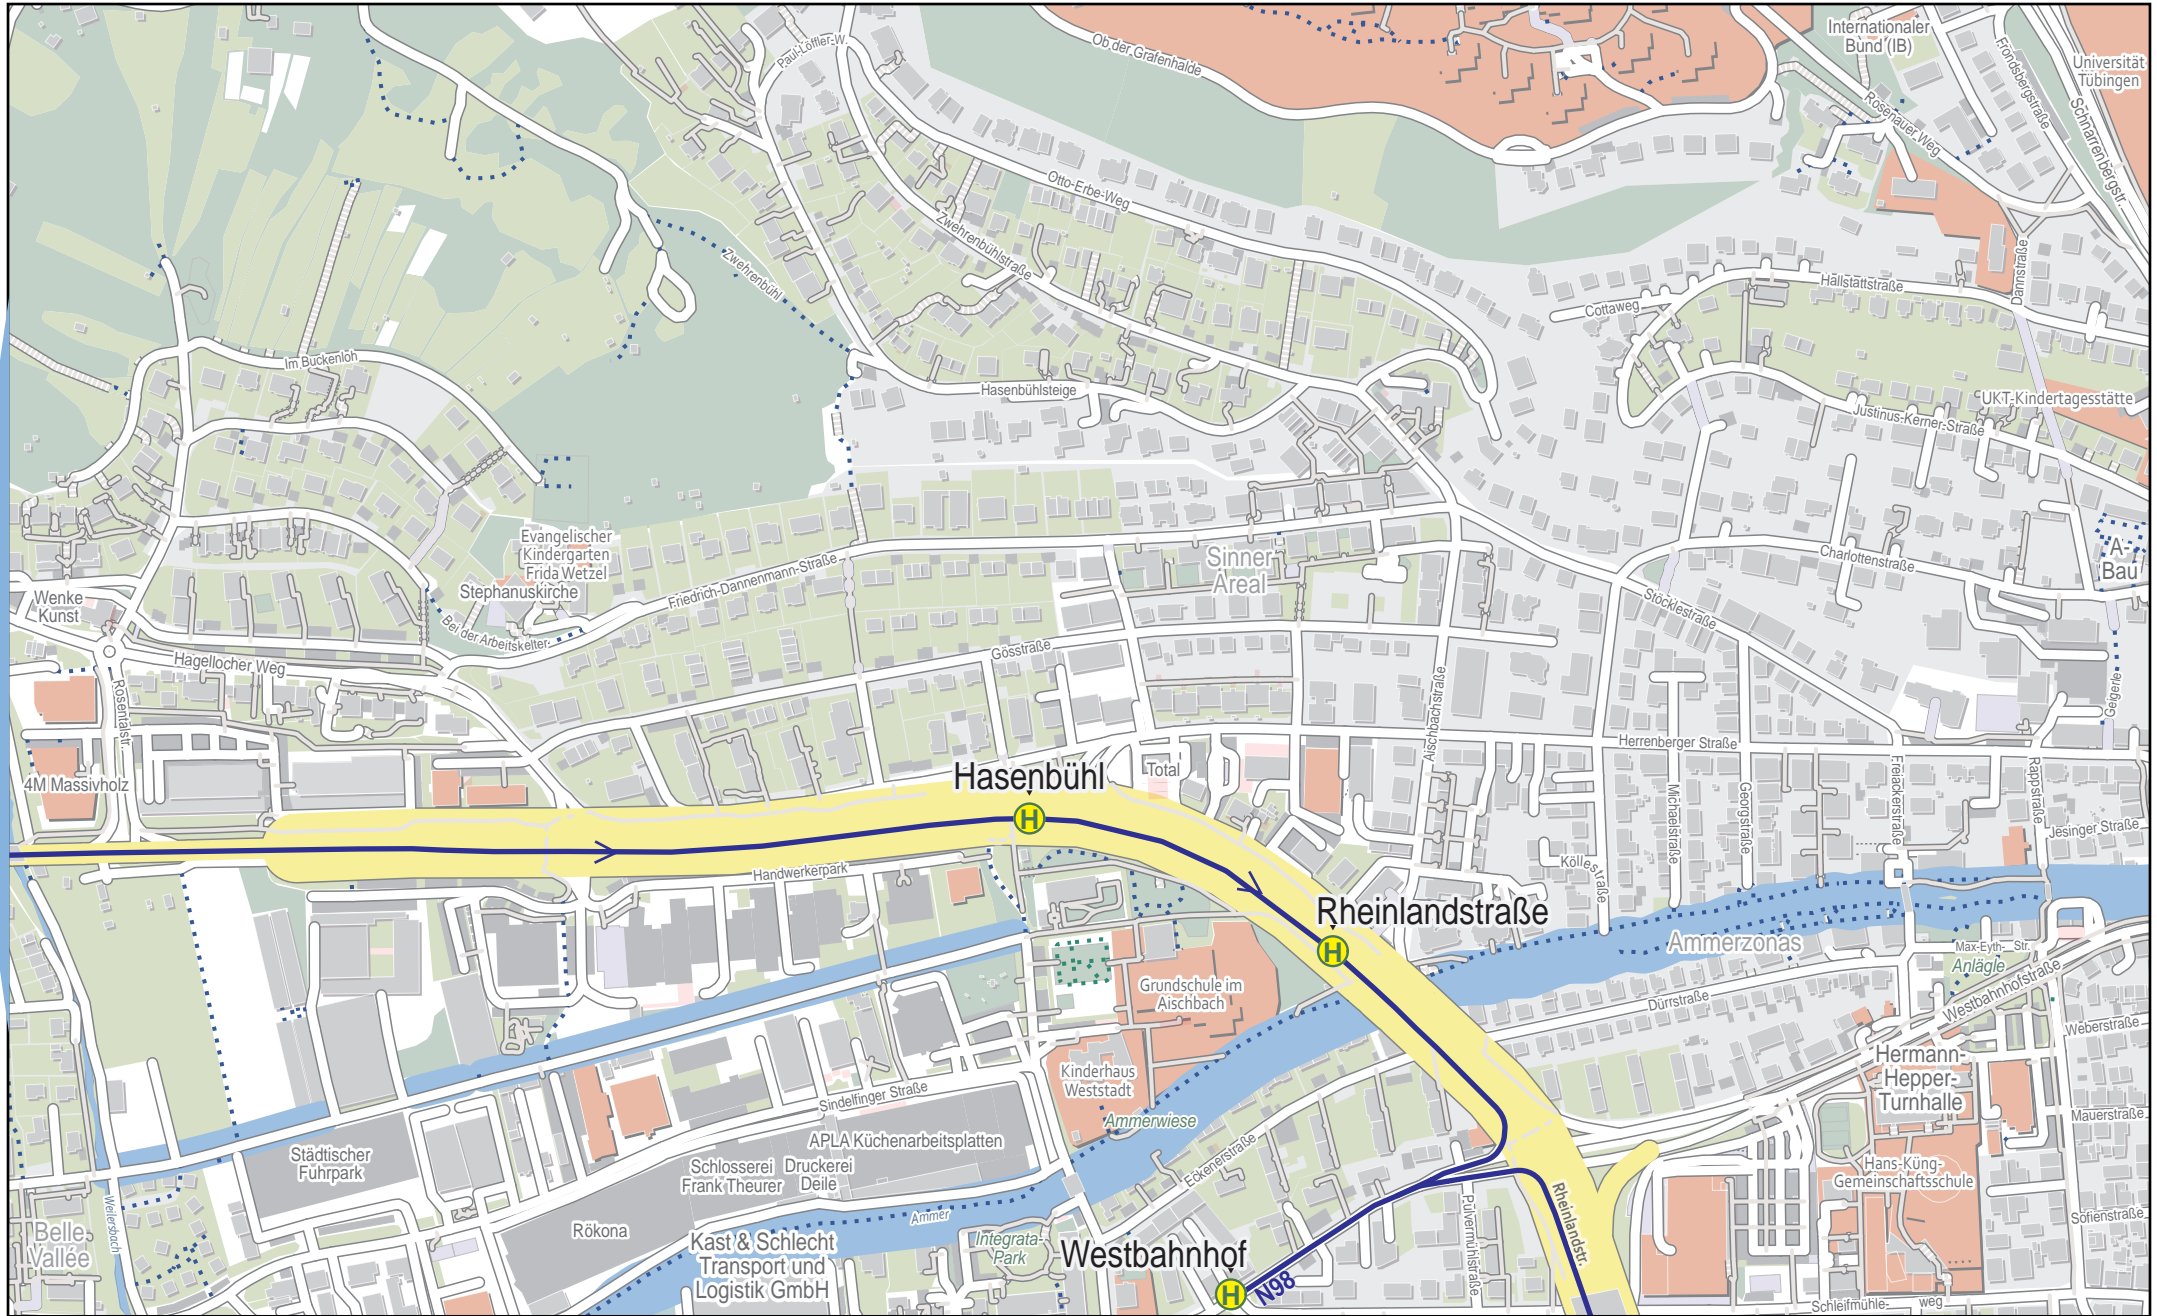 Internationaler
Bund (IB)
Universität
Tübingen
Paul-Löffler-W.
Ob der Grafenhalde
Frondsbergstraße
Schnarrenbergstr.
Rosenauer Weg
Otto-Erbe-Weg
Zwehrenbühlstraße
Zwehrenbühl
Dannstraße
Hallstattstraße
Cottaweg
Im Buckenloh
Hasenbühlsteige
UKT-Kindertagesstätte
Justinus-Kerner-Straße
Evangelischer
Kindergarten
Frida Wetzel
Stephanuskirche
Sinner
Areal
A-
Bau
Charlottenstraße
Friedrich-Dannenmann-Straße
Wenke
Kunst
Bei der Arbeitskelter
Stöcklestraße
Gösstraße
Hagellocher Weg
Rosentalstr.
Aischbachstraße
Geigerle
Herrenberger Straße
4M Massivholz
Hasenbühl
Total
H
Michaelstraße
Georgstraße
Freiackerstraße
Rappstraße
Jesinger Straße
Handwerkerpark
Köllestraße
Rheinlandstraße
H
Ammerzonas
Max-Eyth- Str.
Anlägle
Westbahnhofstraße
Grundschule im
Aischbach
Dürrstraße
Weberstraße
Kinderhaus
Weststadt
Hermann-
Hepper-
Turnhalle
Sindelfinger Straße
Ammerwiese
Mauerstraße
APLA Küchenarbeitsplatten
Städtischer
Fuhrpark
Schlosserei
Frank Theurer
Druckerei
Deile
Eckenerstraße
Hans-Küng-
Gemeinschaftsschule
Weilersbach
Rheinlandstr.
Pulvermühlstraße
Sofienstraße
Ammer
Belle
Vallée
Rökona
Kast & Schlecht
Transport und
Logistik GmbH
Integrata-
Park
Westbahnhof
H
N98
Schleifmühle- weg